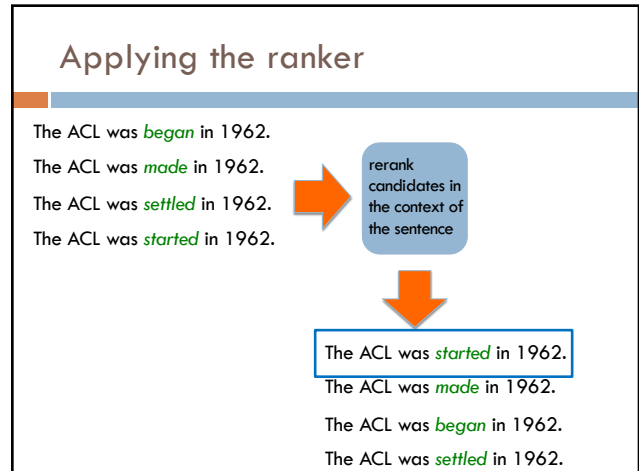 Applying the ranker
The ACL was began in 1962.
The ACL was made in 1962.
The ACL was settled in 1962.
The ACL was started in 1962.
rerank
candidates in
the context of
the sentence
The ACL was started in 1962.
The ACL was made in 1962.
The ACL was began in 1962.
The ACL was settled in 1962.